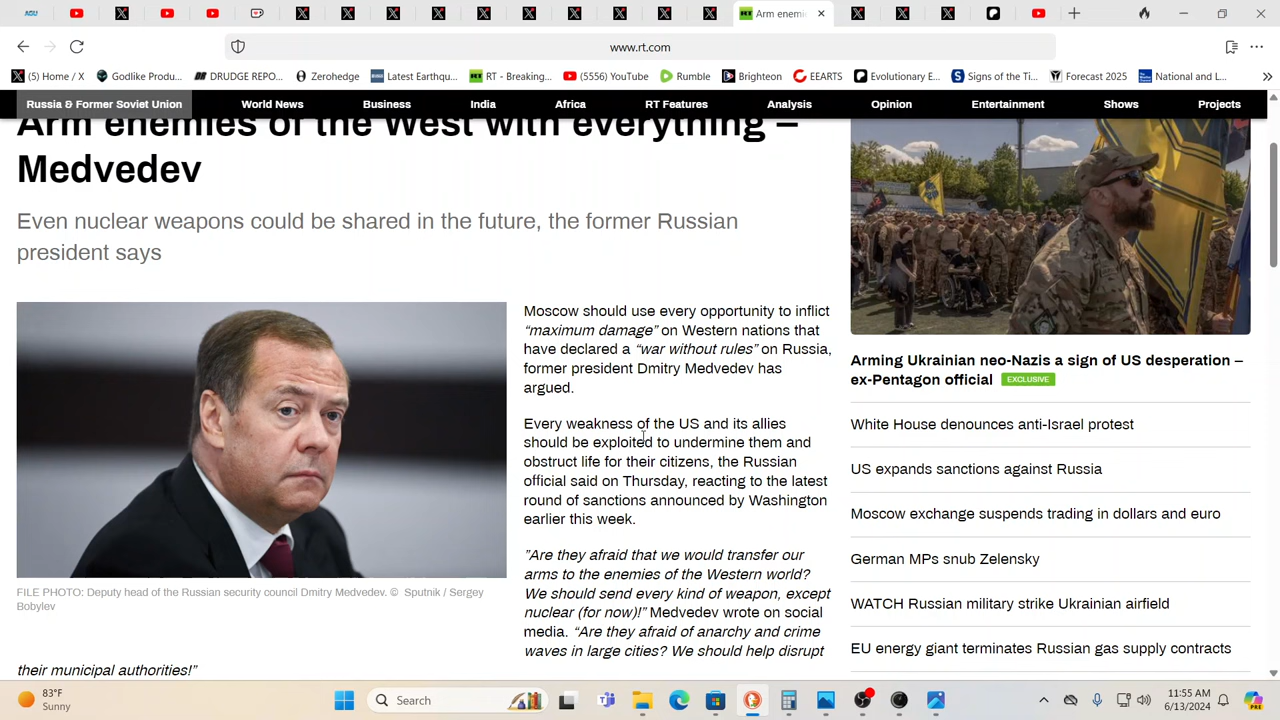 Arm enemie
www.rt.com
(5) Home / X
Godlike Produ...
DRUDGE REPO...
Zerohedge
Latest Earthqu...
RT - Breaking...
(5556) YouTube
Rumble
Brighteon
EEARTS
Evolutionary E...
Signs of the Ti...
Forecast 2025
National and L...
Russia & Former Soviet Union
World News
Business
India
Africa
RT Features
Analysis
Opinion
Entertainment
Shows
Projects
Arm enemies of the West with everything –
Medvedev
Even nuclear weapons could be shared in the future, the former Russian
president says
FILE PHOTO: Deputy head of the Russian security council Dmitry Medvedev. © Sputnik / Sergey
Bobylev
Moscow should use every opportunity to inflict
“maximum damage” on Western nations that
have declared a “war without rules” on Russia,
former president Dmitry Medvedev has
argued.
Every weakness of the US and its allies
should be exploited to undermine them and
obstruct life for their citizens, the Russian
official said on Thursday, reacting to the latest
round of sanctions announced by Washington
earlier this week.
”Are they afraid that we would transfer our
arms to the enemies of the Western world?
We should send every kind of weapon, except
nuclear (for now)!” Medvedev wrote on social
media. “Are they afraid of anarchy and crime
waves in large cities? We should help disrupt
their municipal authorities!”
Arming Ukrainian neo-Nazis a sign of US desperation –
ex-Pentagon official EXCLUSIVE
White House denounces anti-Israel protest
US expands sanctions against Russia
Moscow exchange suspends trading in dollars and euro
German MPs snub Zelensky
WATCH Russian military strike Ukrainian airfield
EU energy giant terminates Russian gas supply contracts
83°F
Sunny
Search
11:55 AM
6/13/2024